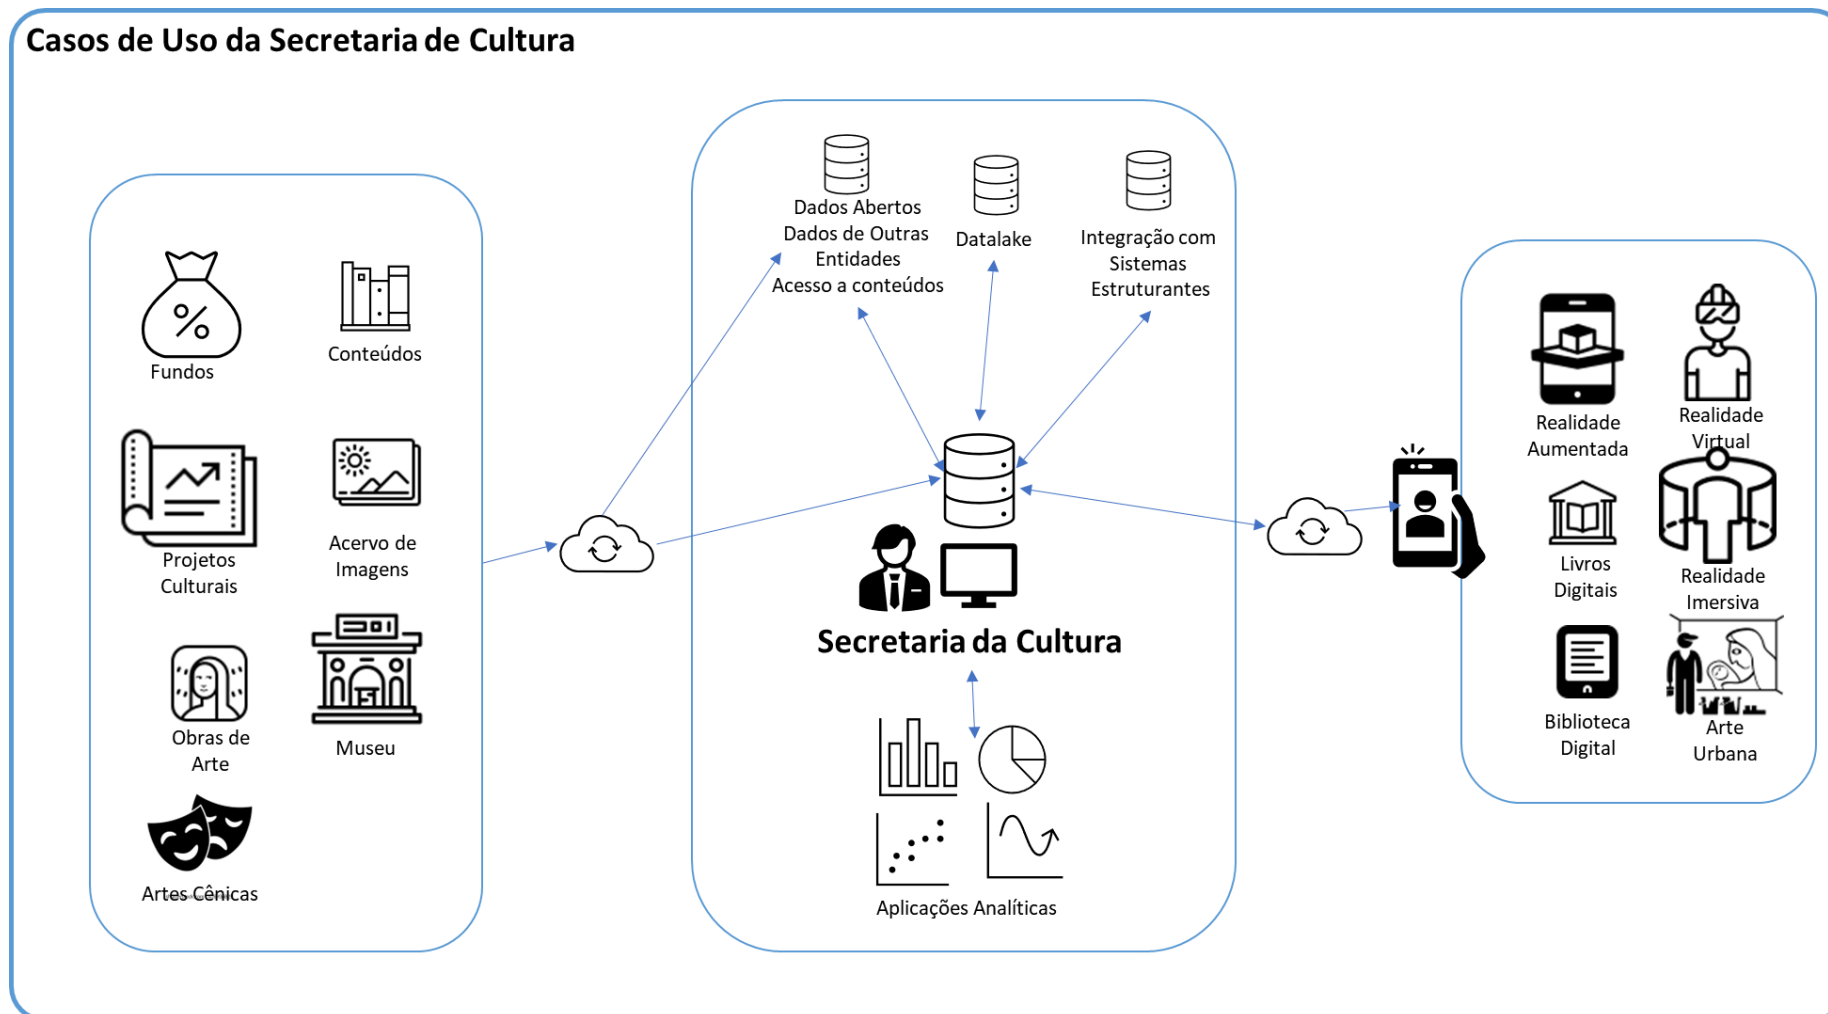 Casos de Uso da Secretaria de Cultura
Fundos
Conteúdos
Projetos
Culturais
Acervo de
Imagens
Obras de
Arte
Museu
Artes Cênicas
Dados Abertos
Dados de Outras
Entidades
Acesso a conteúdos
Datalake
Integração com
Sistemas
Estruturantes
Secretaria da Cultura
Aplicações Analíticas
Realidade
Aumentada
Realidade
Virtual
Livros
Digitais
Realidade
Imersiva
Biblioteca
Digital
Arte
Urbana